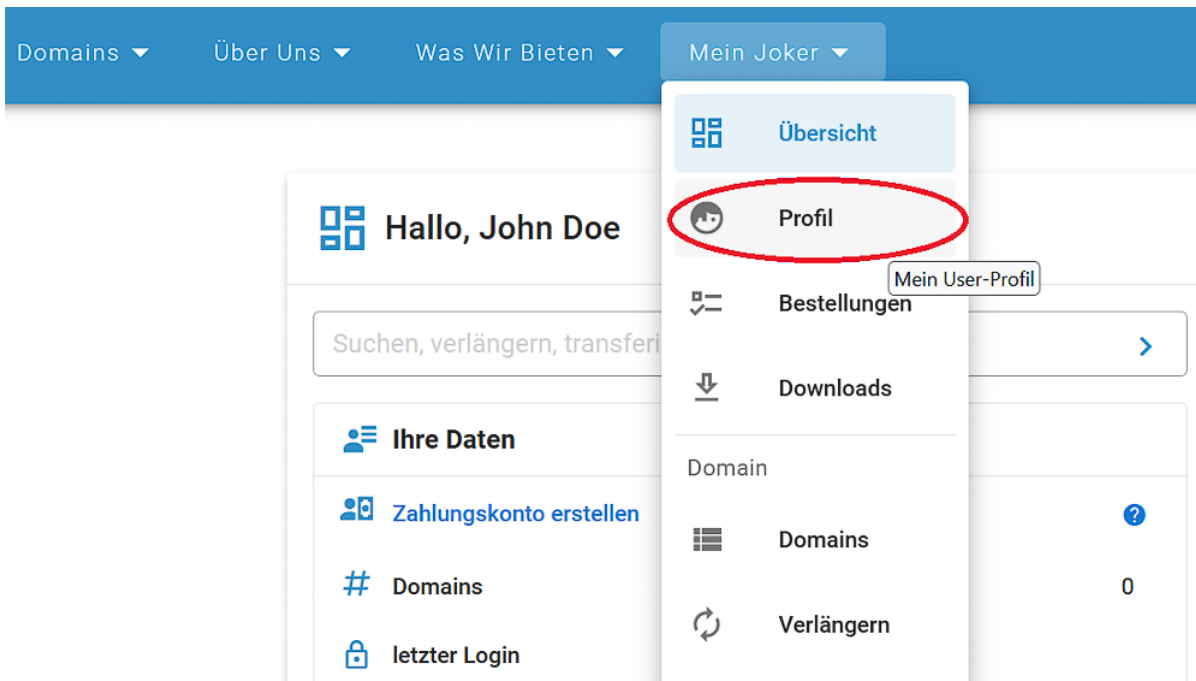 Domains
Über Uns
Was Wir Bieten
Mein Joker
Übersicht
Profil
Mein User-Profil
Bestellungen
Downloads
Domain
Domains
Verlängern
Hallo, John Doe
Suchen, verlängern, transferi
Ihre Daten
Zahlungskonto erstellen
?
# Domains
0
letzter Login